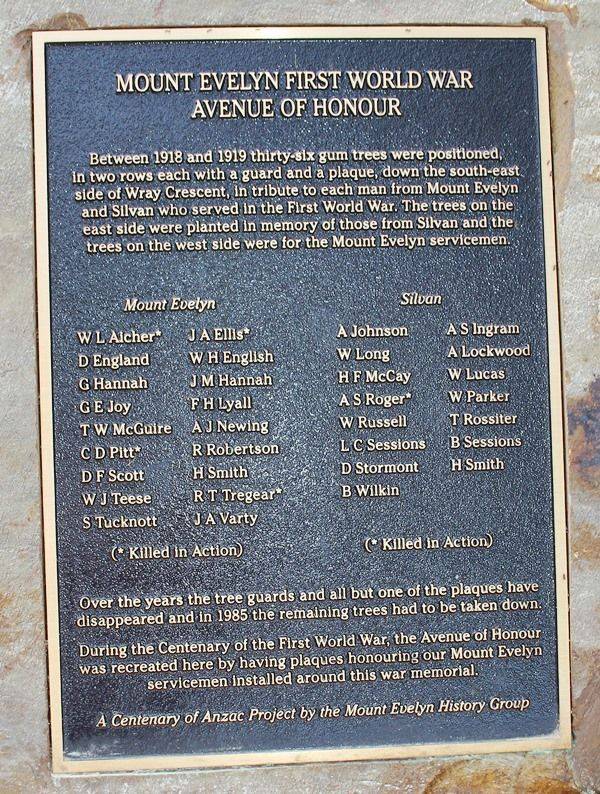 MOUNT EVELYN FIRST WORLD WAR
AVENUE OF HONOUR
Between 1918 and 1919 thirty-six gum trees were positioned,
in two rows each with a guard and a plaque, down the south-east
side of Wray Crescent, in tribute to each man from Mount Evelyn
and Silvan who served in the First World War. The trees on the
east side were planted in memory of those from Silvan and the
trees on the west side were for the Mount Evelyn servicemen.
Mount Evelyn
W L Aicher* J A Ellis*
D England W H English
G Hannah J M Hannah
G E Joy F H Lyall
T W McGuire A J Newing
C D Pitt* R Robertson
D F Scott H Smith
W J Teese R T Tregear*
S Tucknott J A Varty
(* Killed in Action)
Silvan
A Johnson A S Ingram
W Long A Lockwood
H F McCay W Lucas
A S Roger* W Parker
W Russell T Rossiter
L C Sessions B Sessions
D Stormont H Smith
B Wilkin
(* Killed in Action)
Over the years the tree guards and all but one of the plaques have
disappeared and in 1985 the remaining trees had to be taken down.
During the Centenary of the First World War, the Avenue of Honour
was recreated here by having plaques honouring our Mount Evelyn
servicemen installed around this war memorial.
A Centenary of Anzac Project by the Mount Evelyn History Group